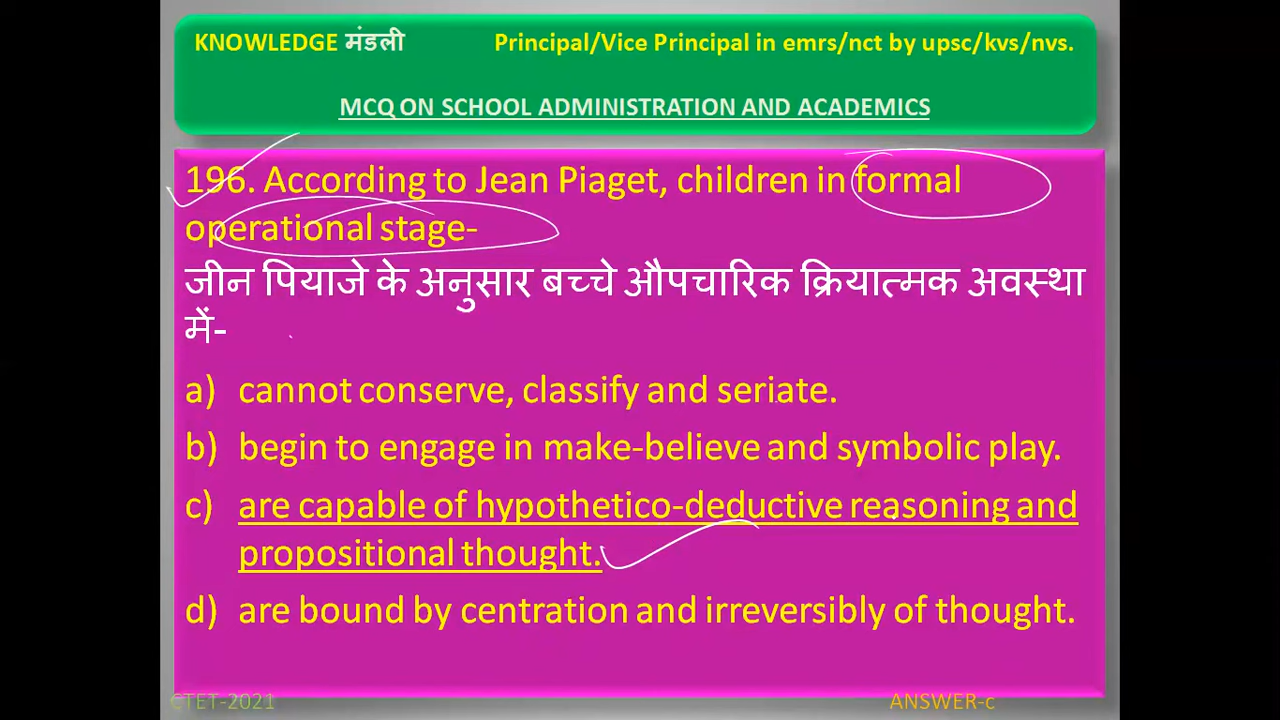 KNOWLEDGE मंडली Principal/Vice Principal in emrs/nct by upsc/kvs/nvs.
MCQ ON SCHOOL ADMINISTRATION AND ACADEMICS
196. According to Jean Piaget, children in formal
operational stage-
जीन पियाजे के अनुसार बच्चे औपचारिक क्रियात्मक अवस्था
में-
a) cannot conserve, classify and seriate.
b) begin to engage in make-believe and symbolic play.
c) are capable of hypothetico-deductive reasoning and
propositional thought.
d) are bound by centration and irreversibly of thought.
CTET-2021 ANSWER-c